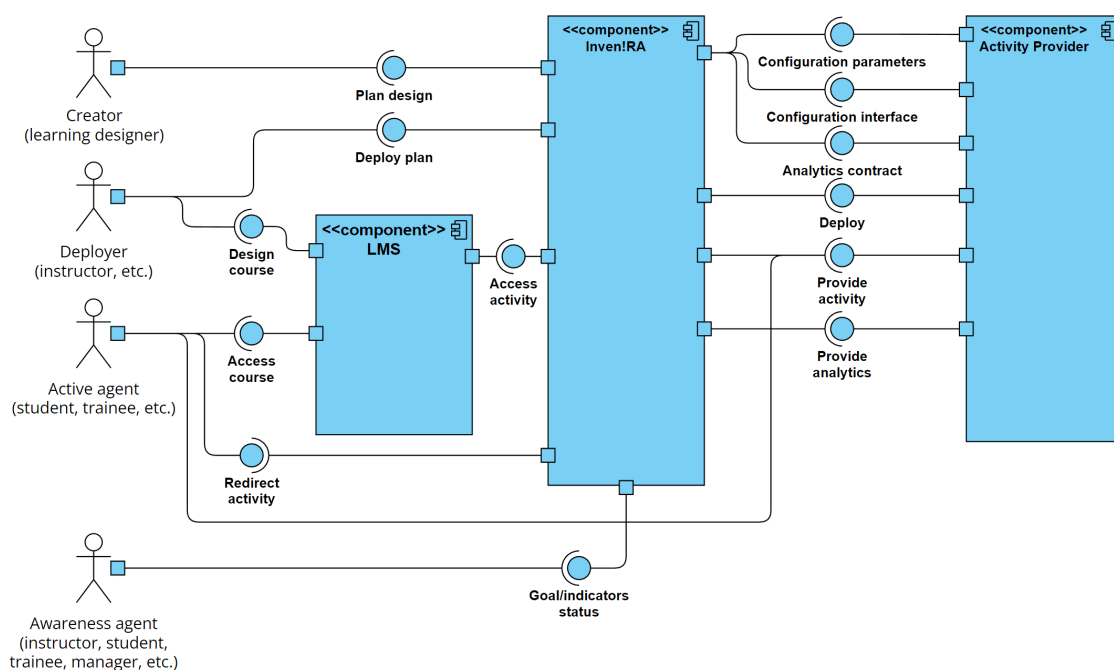 Creator
(learning designer)
Deployer
(instructor, etc.)
Active agent
(student, trainee, etc.)
Awareness agent
(instructor, student,
trainee, manager, etc.)
Plan design
Deploy plan
Design
course
Access
course
Redirect
activity
Goal/indicators
status
<<component>>
LMS
Access
activity
<<component>>
Inven!RA
Configuration parameters
Configuration interface
Analytics contract
Deploy
Provide
activity
Provide
analytics
<<component>>
Activity Provider